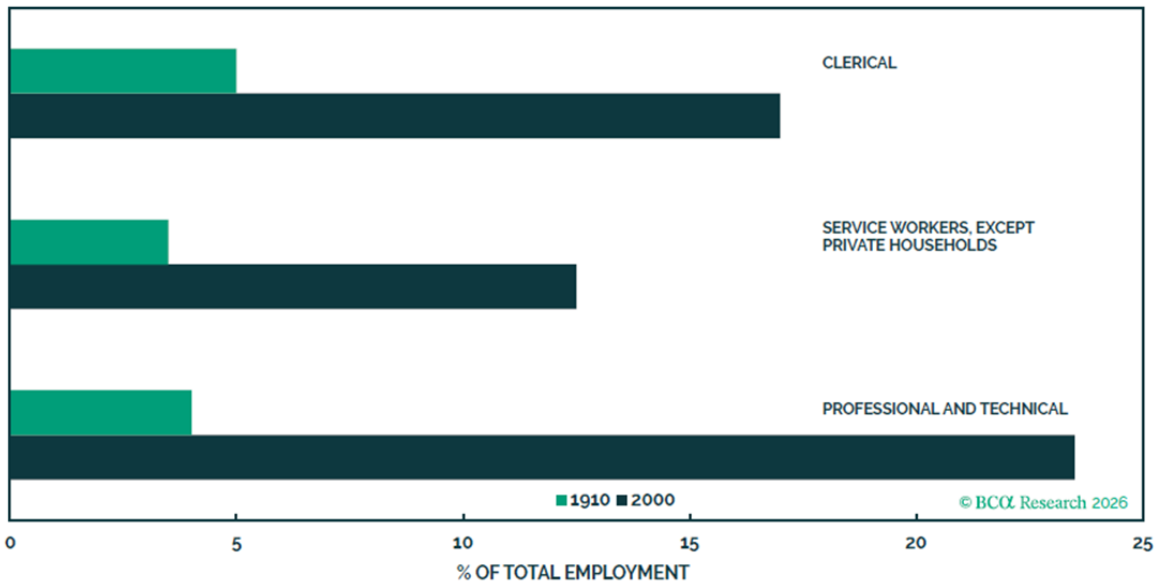 CLERICAL
SERVICE WORKERS, EXCEPT
PRIVATE HOUSEHOLDS
PROFESSIONAL AND TECHNICAL
1910 2000
© BCα Research 2026
0 5 10 15 20 25
% OF TOTAL EMPLOYMENT